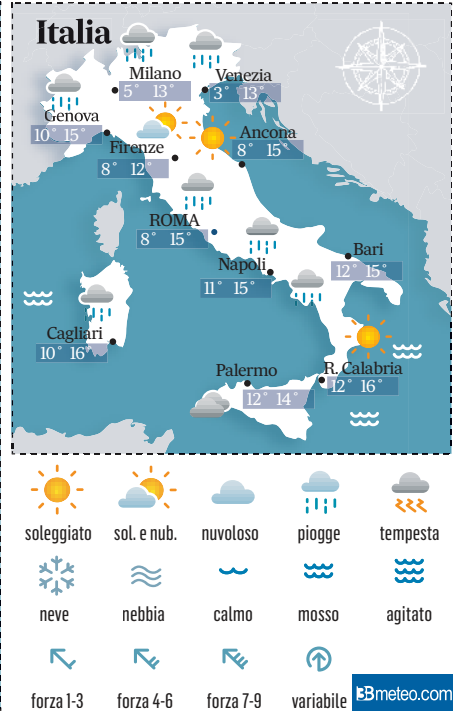 Italia
Milano
5° 13°
Venezia
3° 13°
Genova
10° 15°
Firenze
8° 12°
Ancona
8° 15°
ROMA
8° 15°
Napoli
11° 15°
Bari
12° 15°
Cagliari
10° 16°
Palermo
12° 14°
R. Calabria
12° 16°
soleggiato sol. e nub. nuvoloso piogge tempesta
neve nebbia calmo mosso agitato
forza 1-3 forza 4-6 forza 7-9 variabile
3Bmeteo.com